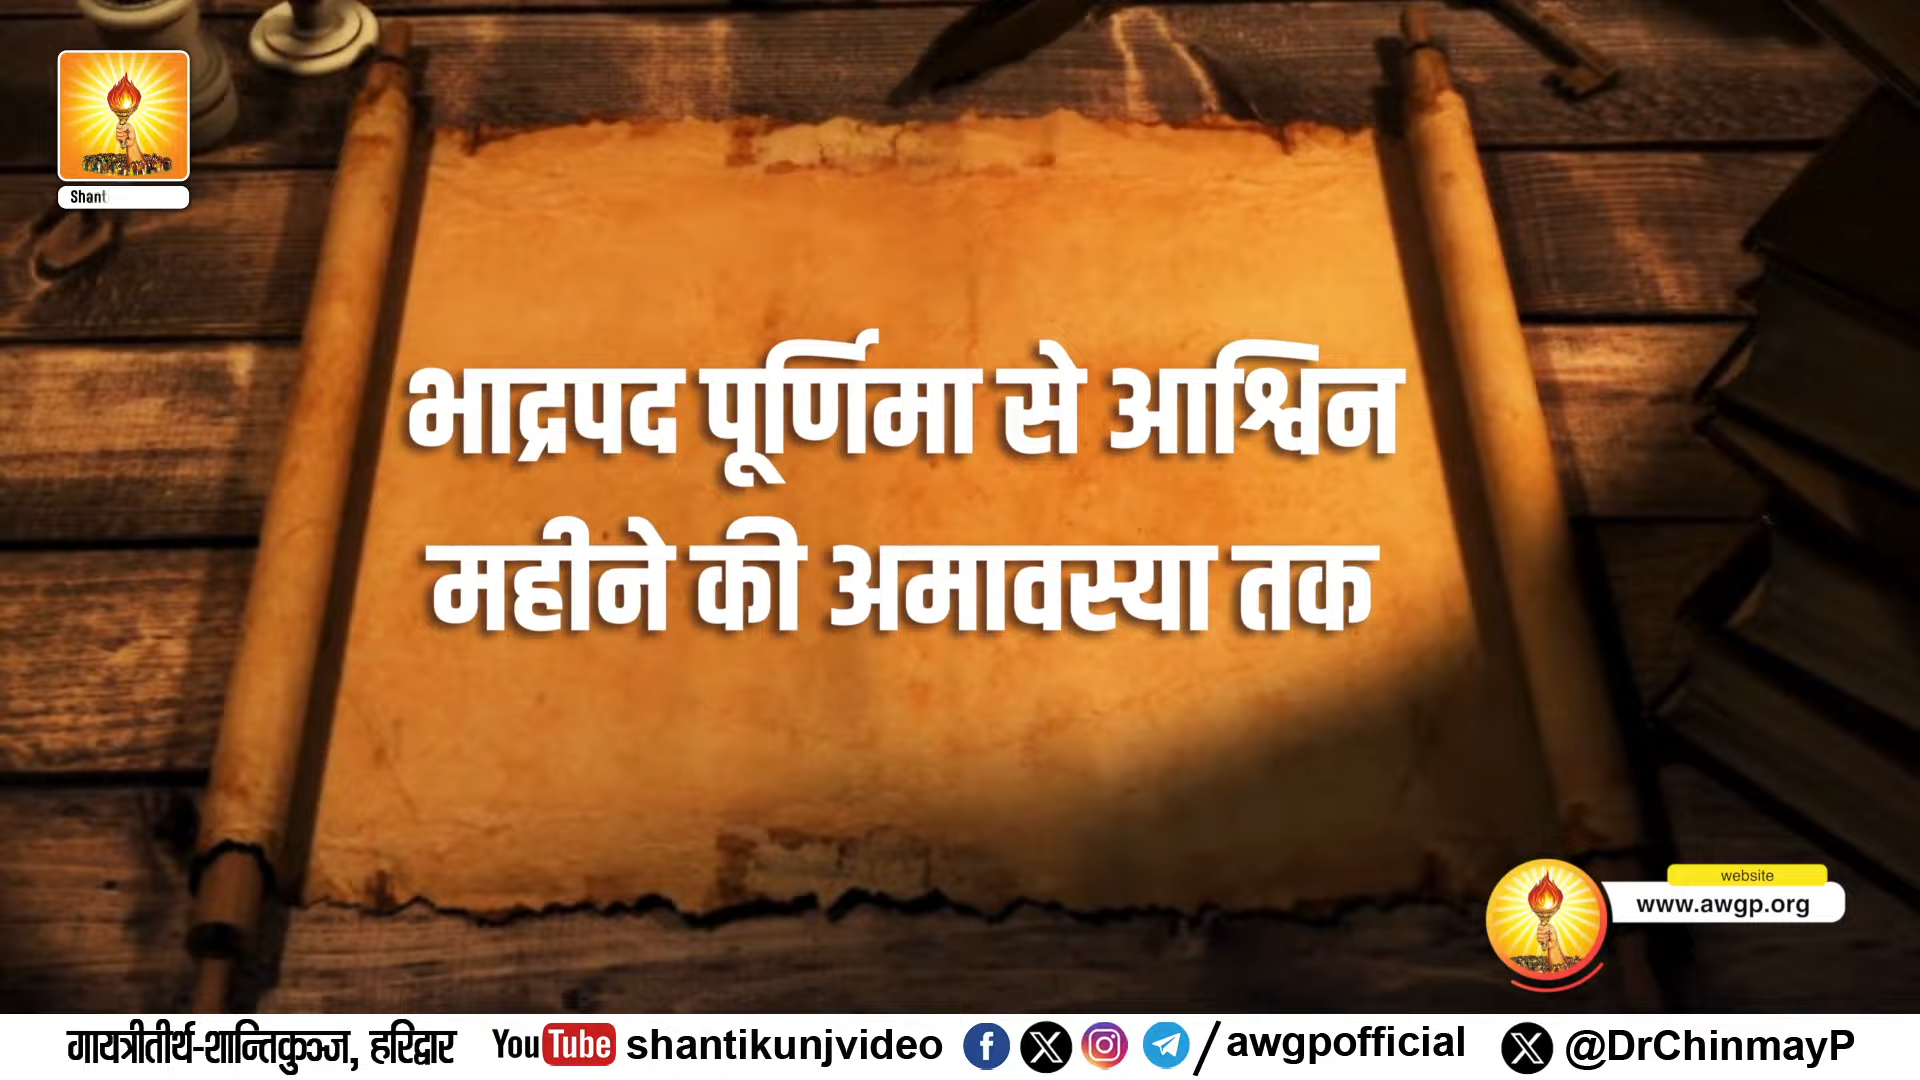 Shant
भाद्रपद पूर्णिमा से आश्विन
महीने की अमावस्या तक
website
www.awgp.org
गायत्रीतीर्थ-शान्तिकुञ्ज, हरिद्वार YouTube shantikunjvideo /awgpofficial @DrChinmayP